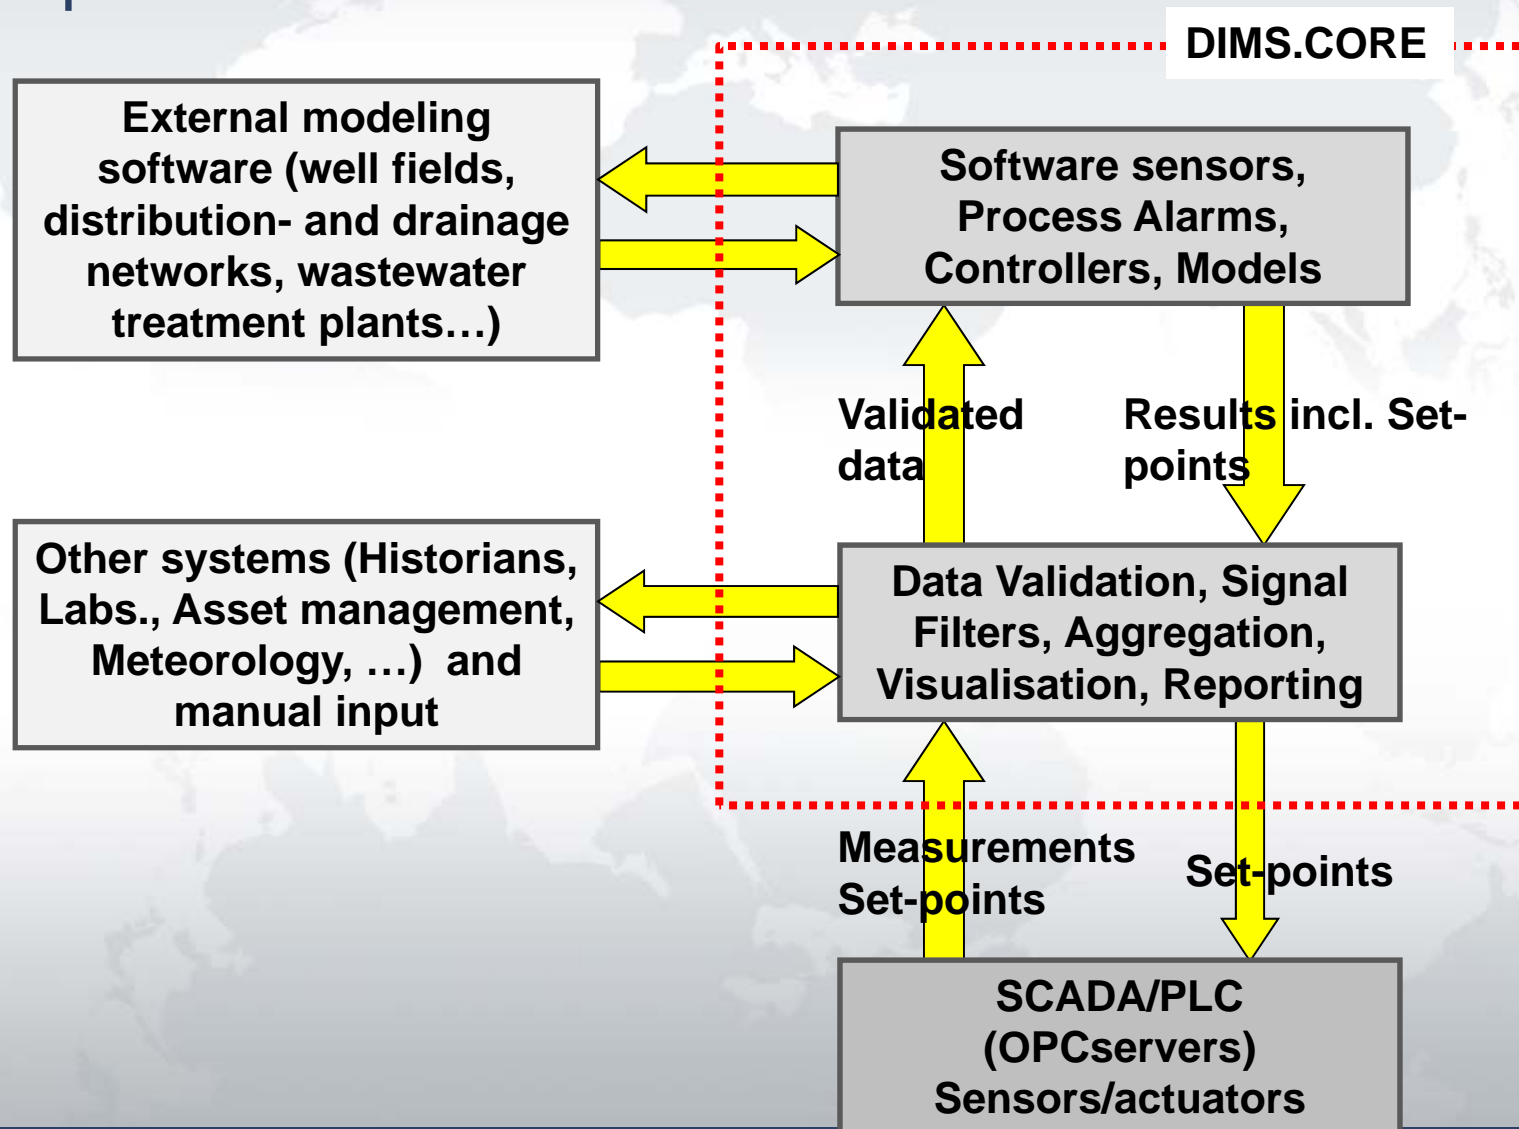 DIMS.CORE
External modeling
software (well fields,
distribution- and drainage
networks, wastewater
treatment plants…)
Software sensors,
Process Alarms,
Controllers, Models
Validated
data
Results incl. Set-
points
Other systems (Historians,
Labs., Asset management,
Meteorology, …) and
manual input
Data Validation, Signal
Filters, Aggregation,
Visualisation, Reporting
Measurements
Set-points
Set-points
SCADA/PLC
(OPCservers)
Sensors/actuators